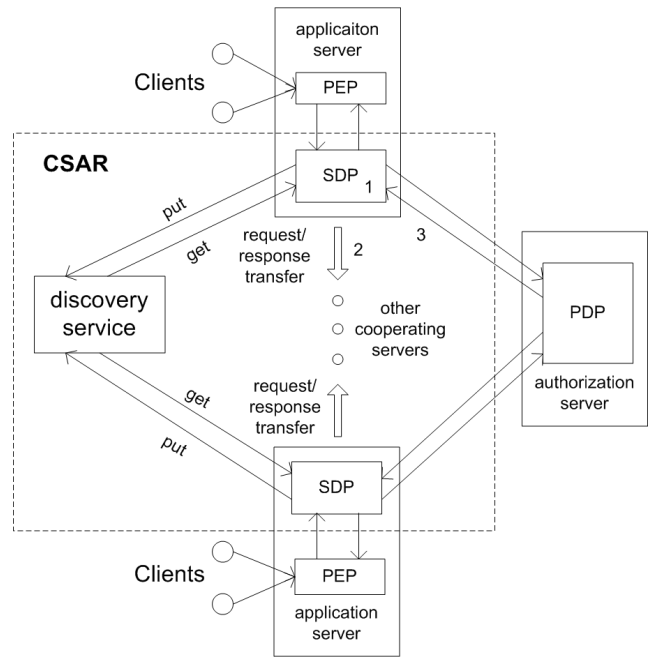 applicaiton
server
Clients
PEP
CSAR
SDP
1
put
get
request/
response
transfer
2
3
discovery
service
other
cooperating
servers
PDP
authorization
server
get
put
request/
response
transfer
SDP
Clients
PEP
application
server